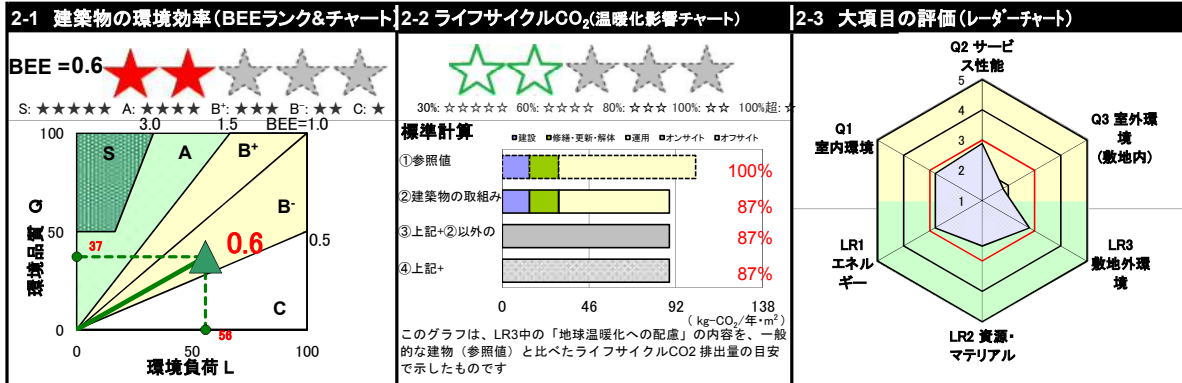 2-1 建築物の環境効率(BEEランク&チャート)
BEE =0.6
S: ★★★★★ A: ★★★★ B⁺: ★★★ B⁻: ★★ C: ★
3.0 1.5 BEE=1.0
100
S A B⁺ B⁻
環境品質 Q
50
0.5
37
0.6
C
0
56
0 50 100
環境負荷 L
2-2 ライフサイクルCO₂(温暖化影響チャート)
30%: ☆☆☆☆☆ 60%: ☆☆☆☆ 80%: ☆☆☆ 100%: ☆☆ 100%超: ☆
標準計算
■建設 ■修繕・更新・解体 □運用 □オンサイト □オフサイト
①参照値
100%
②建築物の取組み
87%
③上記+②以外の
87%
④上記+
87%
0 46 92 138
( kg-CO₂/年・m²)
このグラフは、LR3中の「地球温暖化への配慮」の内容を、一般
的な建物（参照値）と比べたライフサイクルCO2 排出量の目安
で示したものです
2-3 大項目の評価(レーダーチャート)
Q2 サービ
ス性能
5
4
3
2
1
Q1
室内環境
Q3 室外環
境
(敷地内)
LR1
エネル
ギー
LR3
敷地外環
境
LR2 資源・
マテリアル